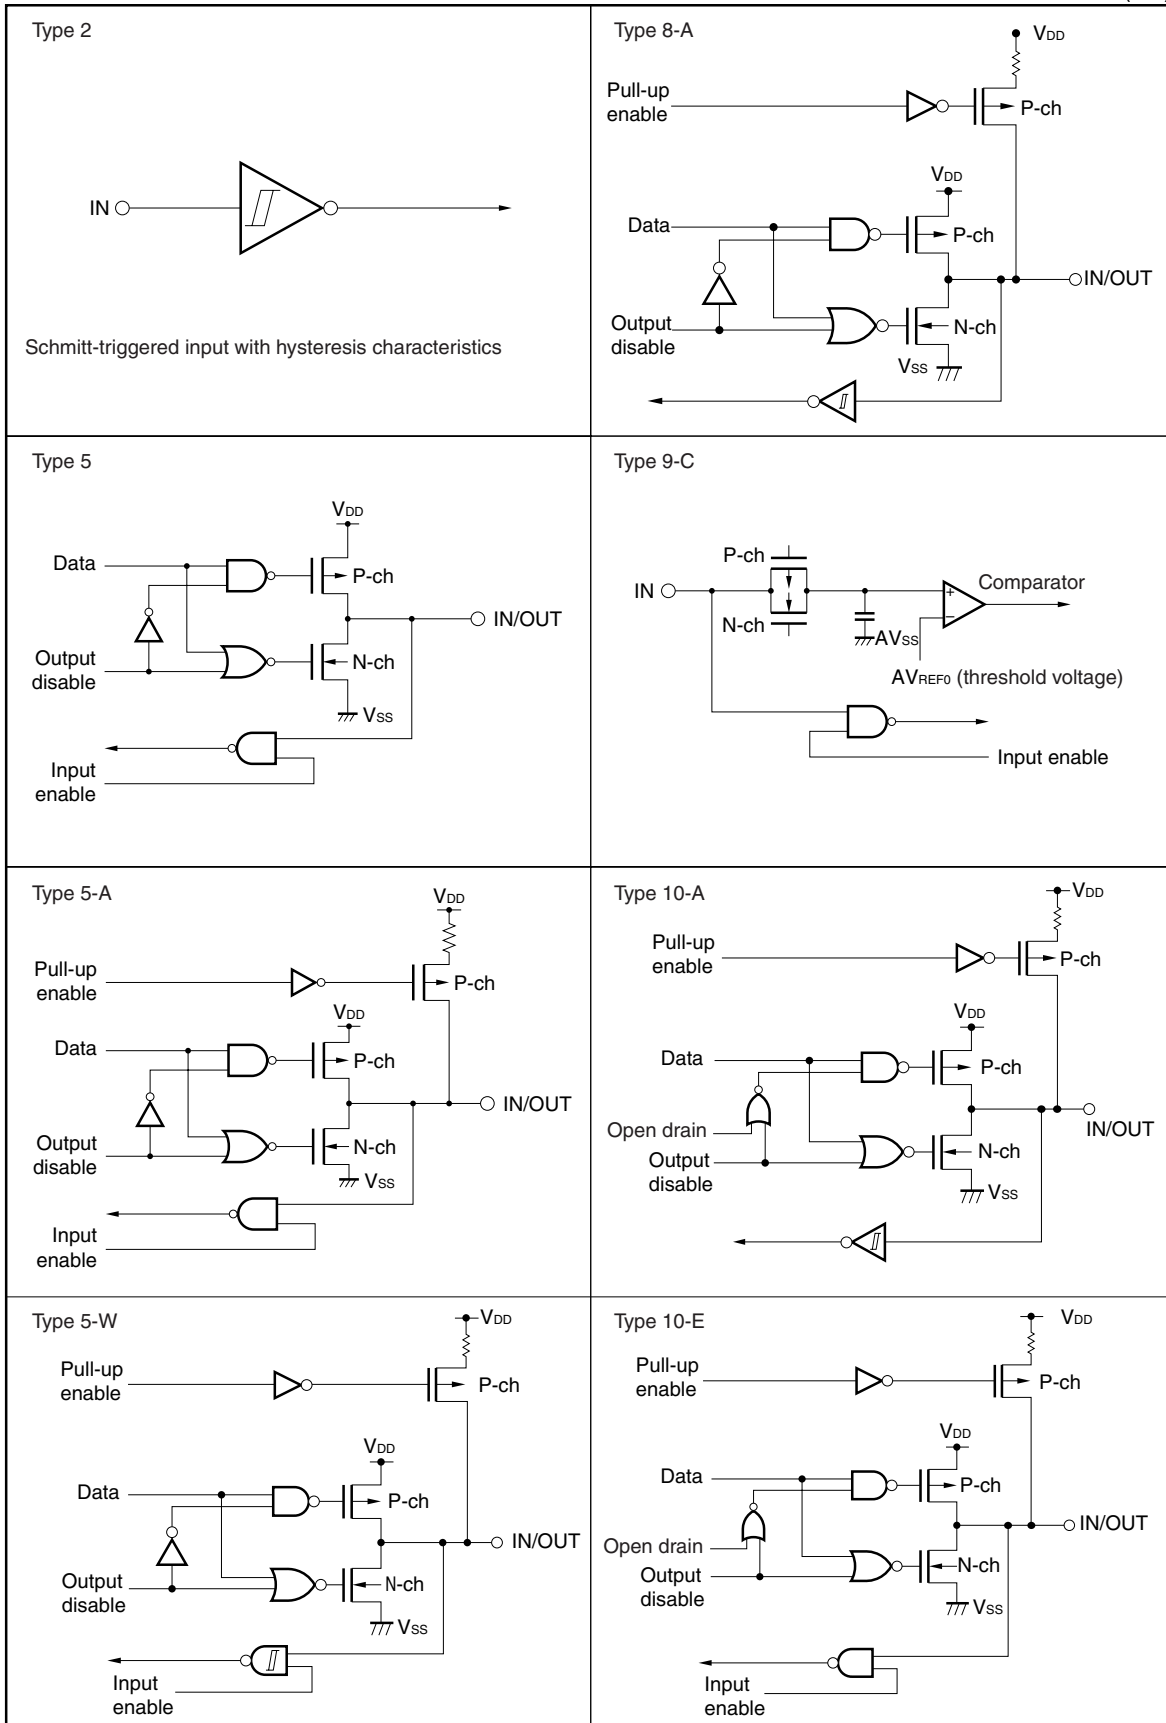 Type 2
IN
Schmitt-triggered input with hysteresis characteristics
Type 8-A
VDD
Pull-up
enable
P-ch
VDD
Data
P-ch
IN/OUT
Output
disable
N-ch
VSS
Type 5
VDD
Data
P-ch
IN/OUT
Output
disable
N-ch
VSS
Input
enable
Type 9-C
P-ch
IN
Comparator
+
−
N-ch
AVSS
AVREF0 (threshold voltage)
Input enable
Type 5-A
VDD
Pull-up
enable
P-ch
VDD
Data
P-ch
IN/OUT
Output
disable
N-ch
VSS
Input
enable
Type 10-A
VDD
Pull-up
enable
P-ch
VDD
Data
P-ch
IN/OUT
Open drain
Output
disable
N-ch
VSS
Type 5-W
VDD
Pull-up
enable
P-ch
VDD
Data
P-ch
IN/OUT
Output
disable
N-ch
VSS
Input
enable
Type 10-E
VDD
Pull-up
enable
P-ch
VDD
Data
P-ch
IN/OUT
Open drain
Output
disable
N-ch
VSS
Input
enable